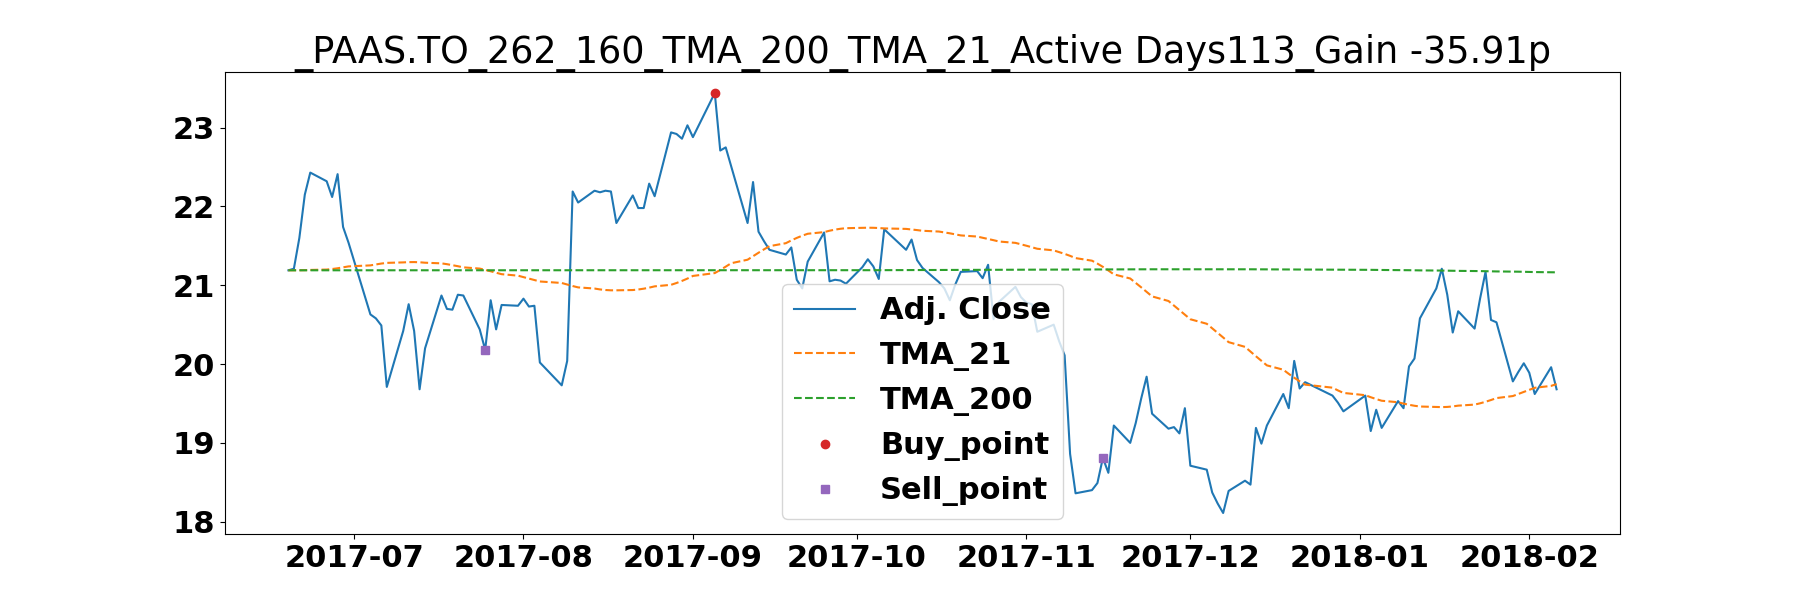 _PAAS.TO_262_160_TMA_200_TMA_21_Active Days113_Gain -35.91p
23
22
21
20
19
18
Adj. Close
TMA_21
TMA_200
Buy_point
Sell_point
2017-07 2017-08 2017-09 2017-10 2017-11 2017-12 2018-01 2018-02